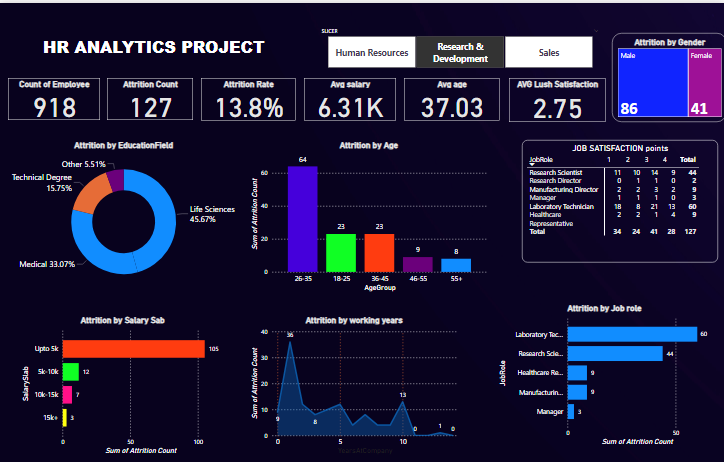 SLICER
HR ANALYTICS PROJECT
Human Resources
Research &
Development
Sales
Attrition by Gender
Male
Female
86
41
Count of Employee
918
Attrition Count
127
Attrition Rate
13.8%
Avg salary
6.31K
Avg age
37.03
AVG Lush Satisfaction
2.75
Attrition by EducationField
Other 5.51%
Technical Degree
15.75%
Life Sciences
45.67%
Medical 33.07%
Attrition by Age
Sum of Attrition Count
60
40
20
0
64
23
23
9
8
26-35 18-25 36-45 46-55 55+
AgeGroup
JOB SATISFACTION points
JobRole 1 2 3 4 Total
Research Scientist 11 10 14 9 44
Research Director 0 1 1 0 2
Manufacturing Director 2 2 3 2 9
Manager 1 1 1 0 3
Laboratory Technician 18 8 21 13 60
Healthcare 2 2 1 4 9
Representative
Total 34 24 41 28 127
Attrition by Salary Sab
SalarySlab
Upto 5k 105
5k-10k 12
10k-15k 7
15k+ 3
0 50 100
Sum of Attrition Count
Attrition by working years
Sum of Attrition Count
40
30
20
10
0
9
36
8
13
0
1
0
0 5 10
Attrition by Job role
JobRole
Laboratory Tec... 60
Research Scie... 44
Healthcare Re... 9
Manufacturin... 9
Manager 3
0 50
Sum of Attrition Count